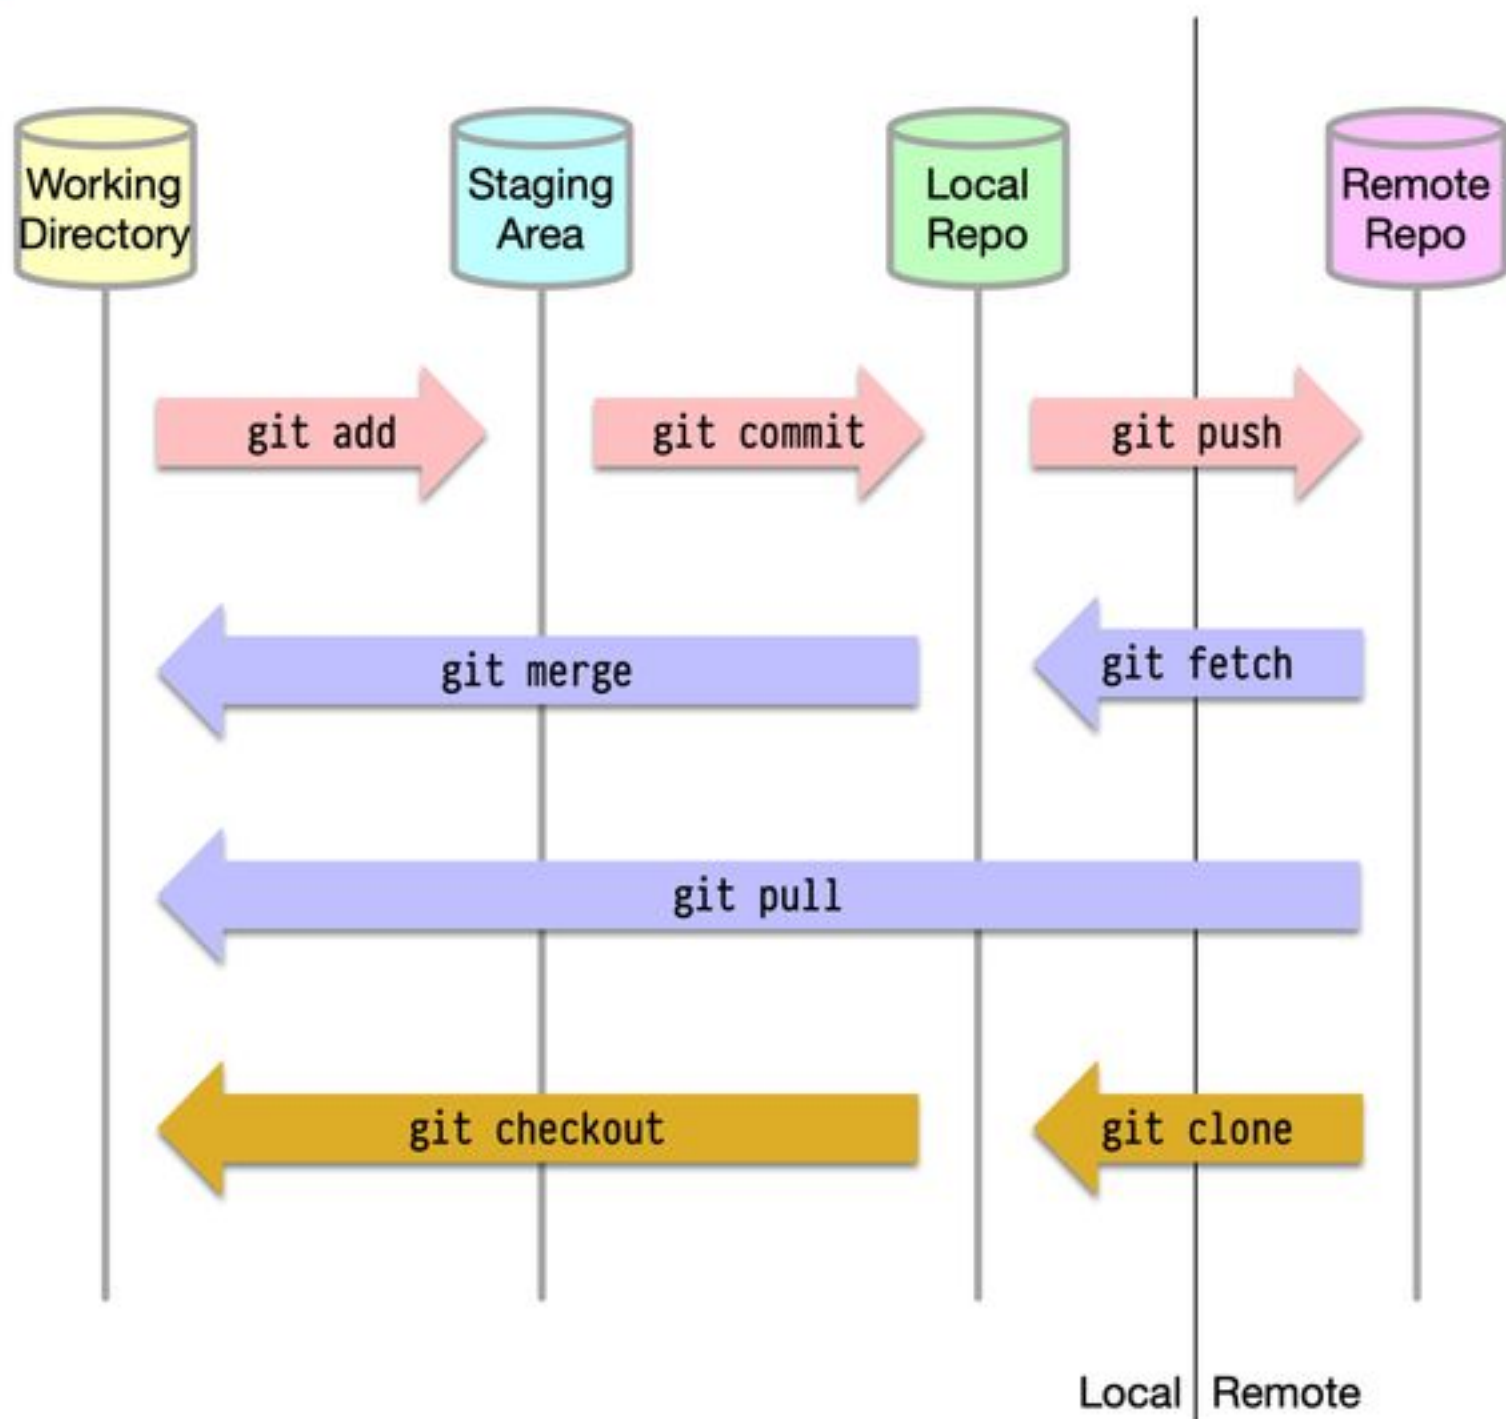 Working
Directory
Staging
Area
Local
Repo
Remote
Repo
git add
git commit
git push
git merge
git fetch
git pull
git checkout
git clone
Local
Remote